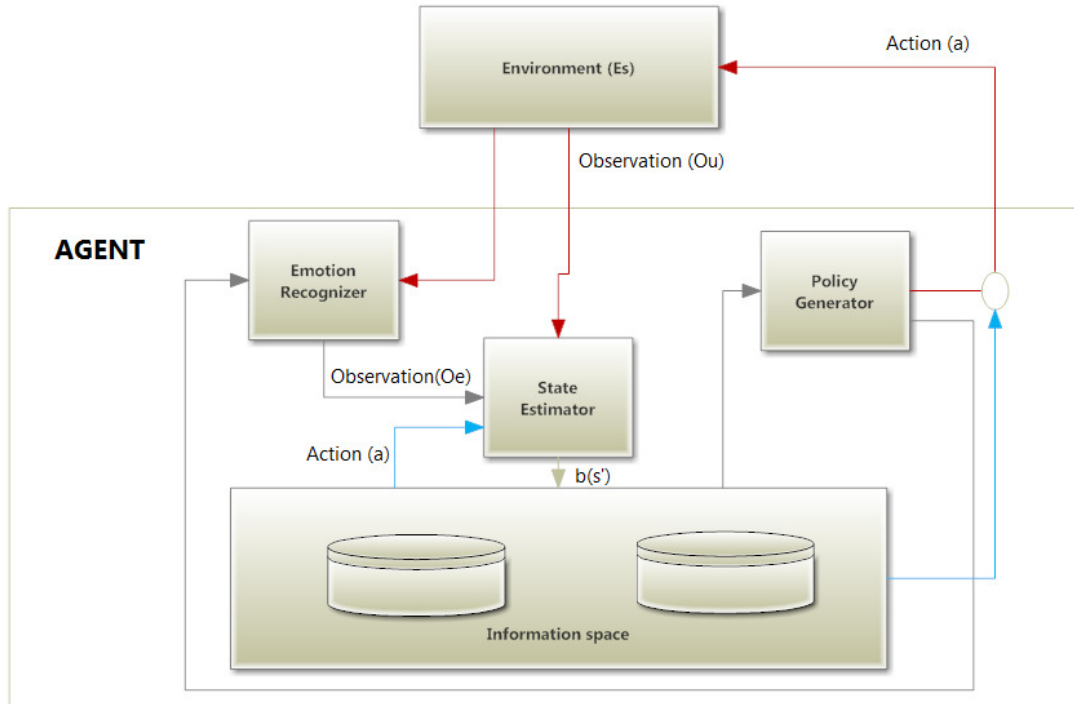 Environment (Es)
Action (a)
Observation (Ou)
AGENT
Emotion
Recognizer
Policy
Generator
Observation(Oe)
State
Estimator
Action (a)
b(s')
Information space